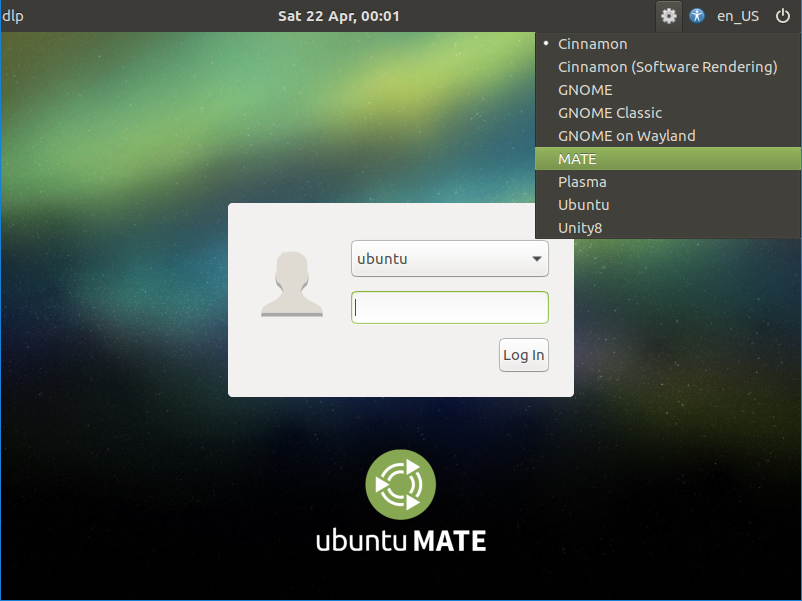 dlp
Sat 22 Apr, 00:01
en_US
Cinnamon
Cinnamon (Software Rendering)
GNOME
GNOME Classic
GNOME on Wayland
MATE
Plasma
Ubuntu
Unity8
ubuntu
Log In
ubuntu MATE